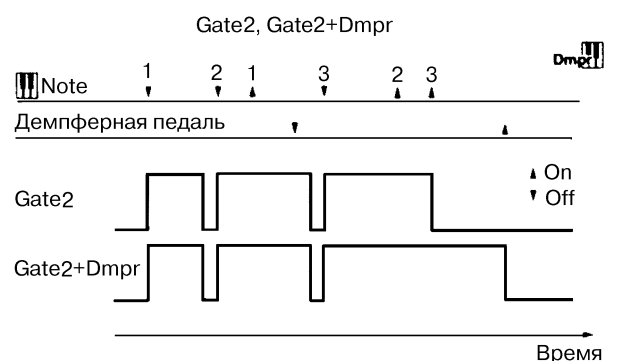 Gate2, Gate2+Dmpr
Dmpr
1 2 1 3 2 3
Note
Демпферная педаль
On
Off
Gate2
Gate2+Dmpr
Время